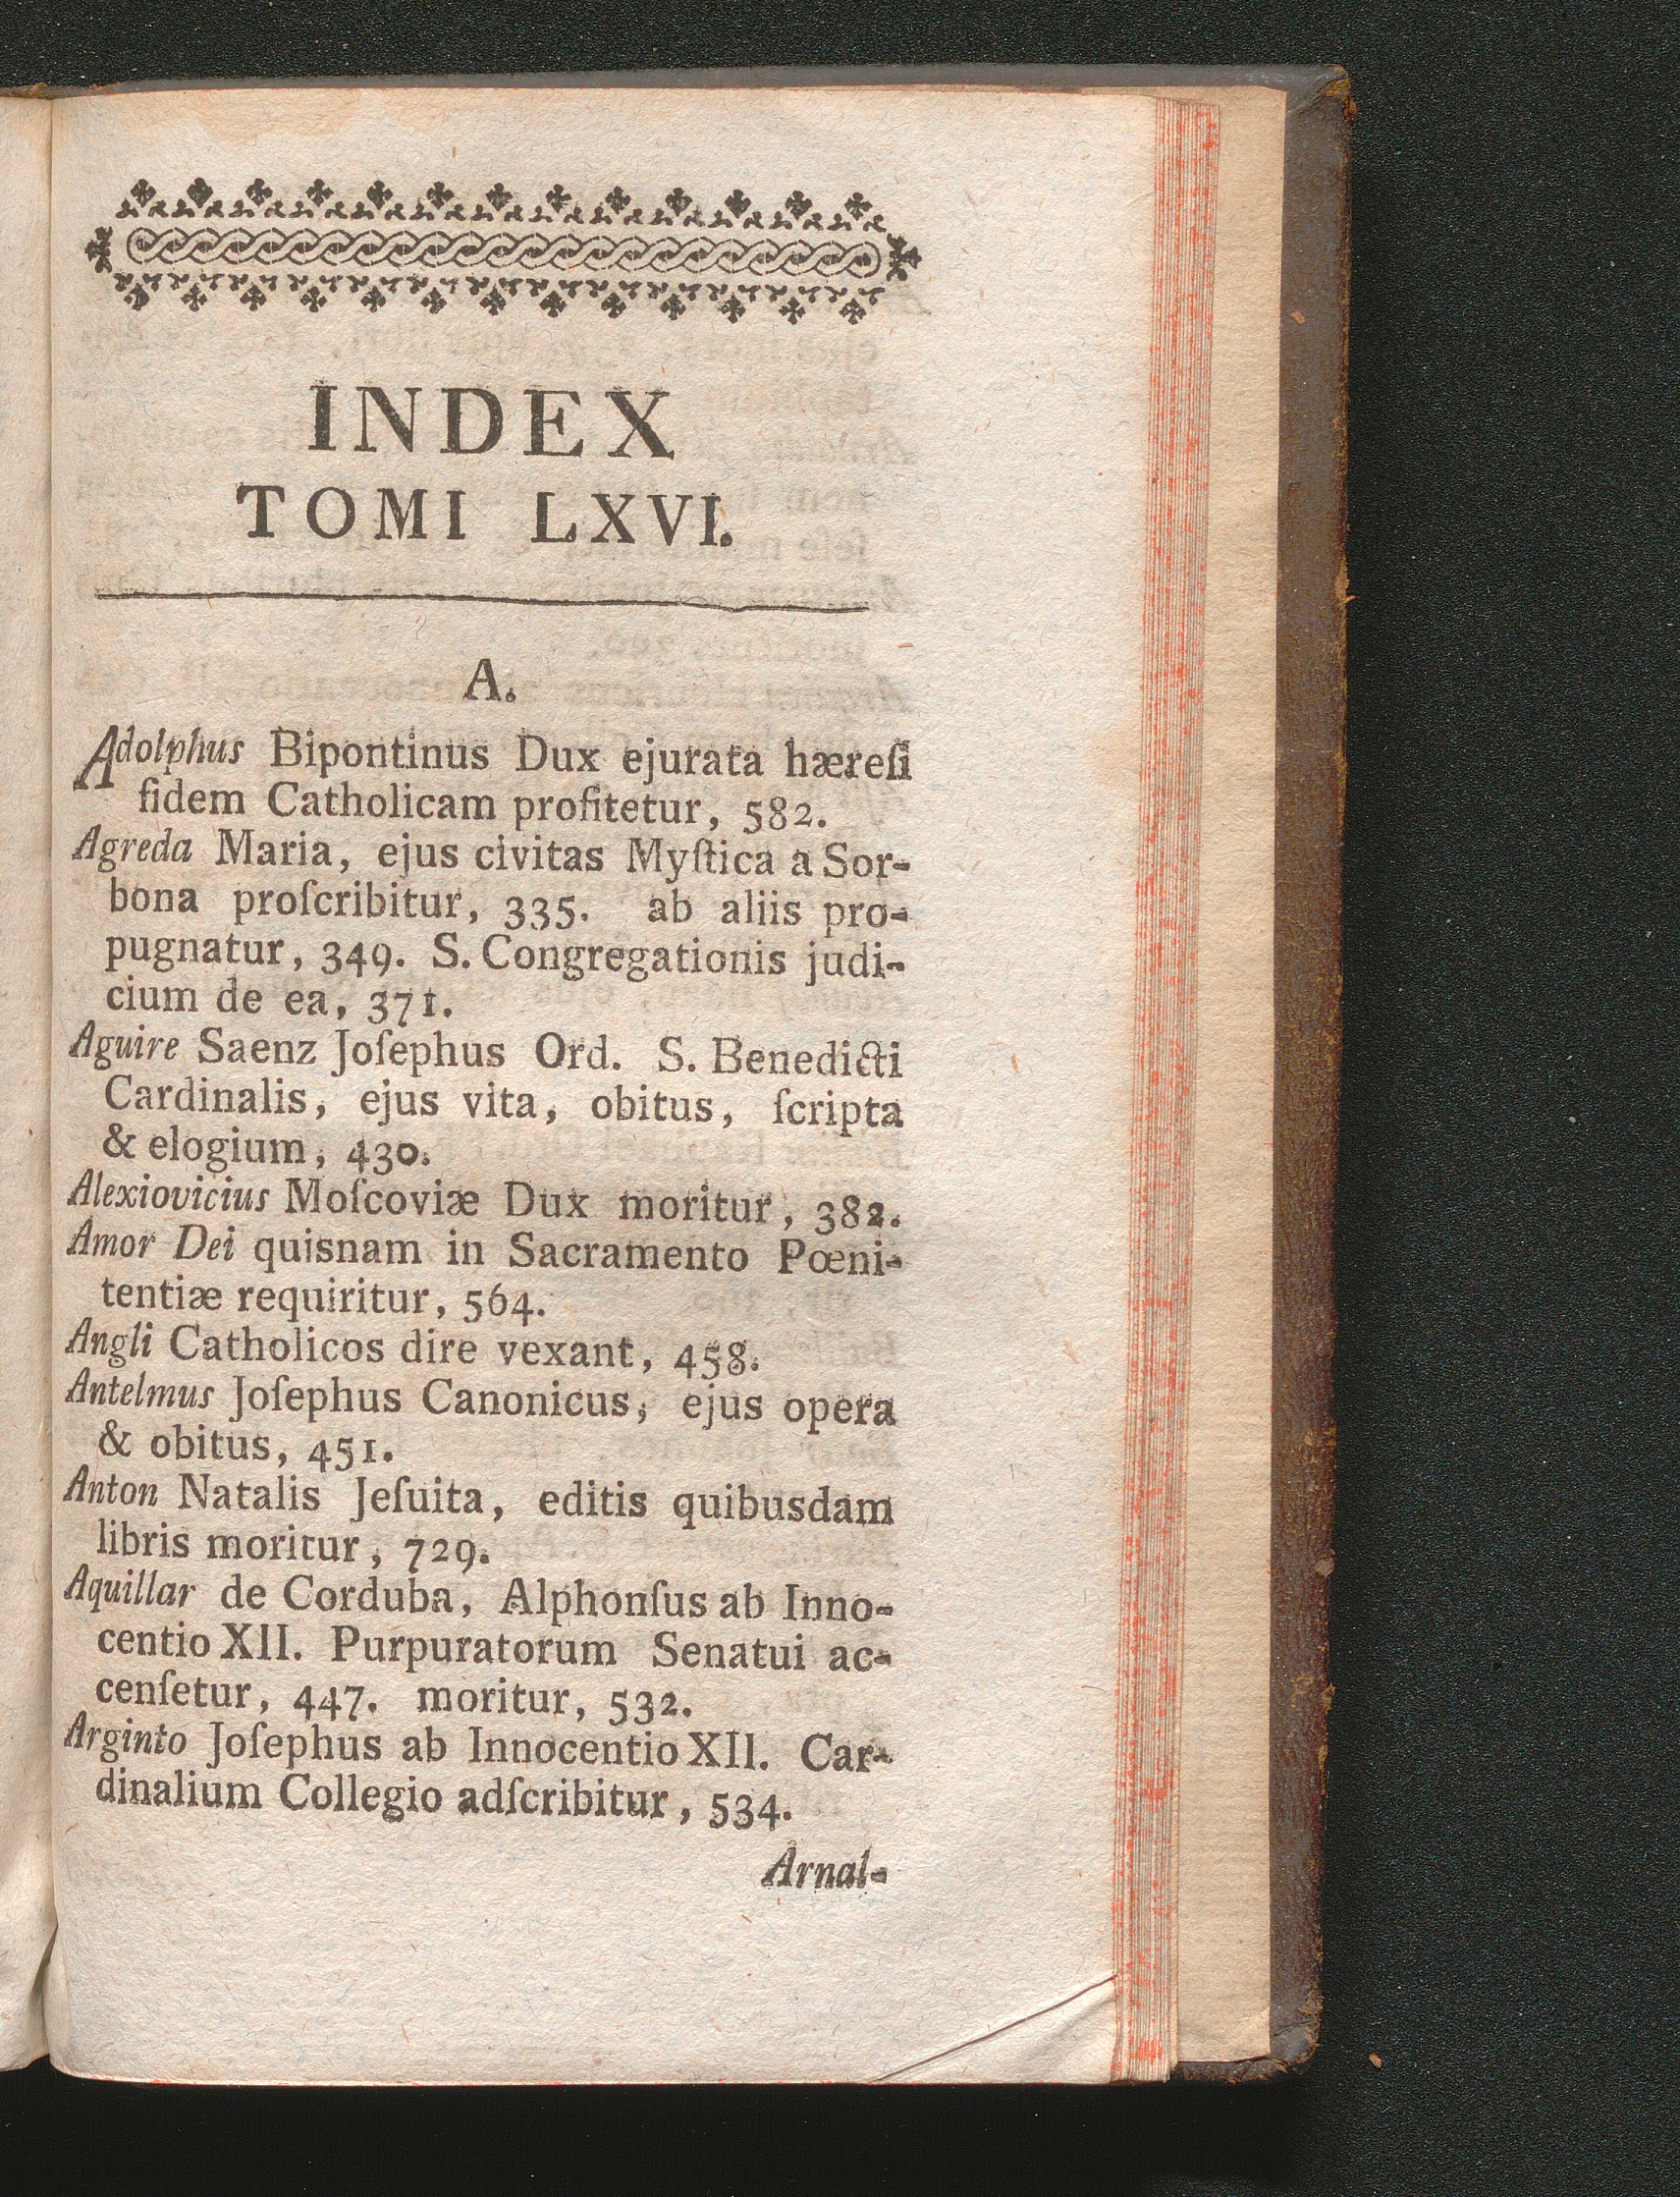 INDEX
TOMI LXVI.
A.
Adolphus Bipontinus Dux ejurata hæreſi
fidem Catholicam profitetur, 582.
Agreda Maria, ejus civitas Myſtica a Sor-
bona proſcribitur, 335. ab aliis pro-
pugnatur, 349. S. Congregationis judi-
cium de ea, 371.
Aguire Saenz Joſephus Ord. S. Benedicti
Cardinalis, ejus vita, obitus, ſcripta
& elogium, 430.
Alexiovicius Moſcoviæ Dux moritur, 382.
Amor Dei quisnam in Sacramento Pœni-
tentiæ requiritur, 564.
Angli Catholicos dire vexant, 458.
Antelmus Joſephus Canonicus, ejus opera
& obitus, 451.
Anton Natalis Jeſuita, editis quibusdam
libris moritur, 729.
Aquillar de Corduba, Alphonſus ab Inno-
centio XII. Purpuratorum Senatui ac-
cenſetur, 447. moritur, 532.
Arginto Joſephus ab Innocentio XII. Car-
dinalium Collegio adſcribitur, 534.
Arnal-